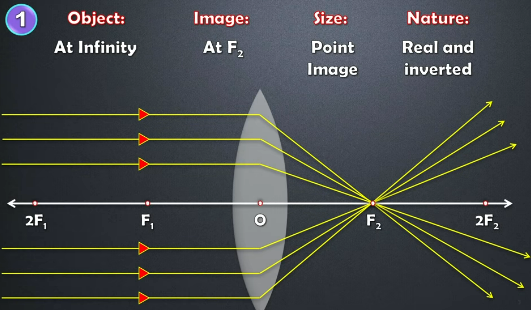 1
Object: Image: Size: Nature:
At Infinity At F₂ Point Real and
Image inverted
2F₁ F₁ O F₂ 2F₂